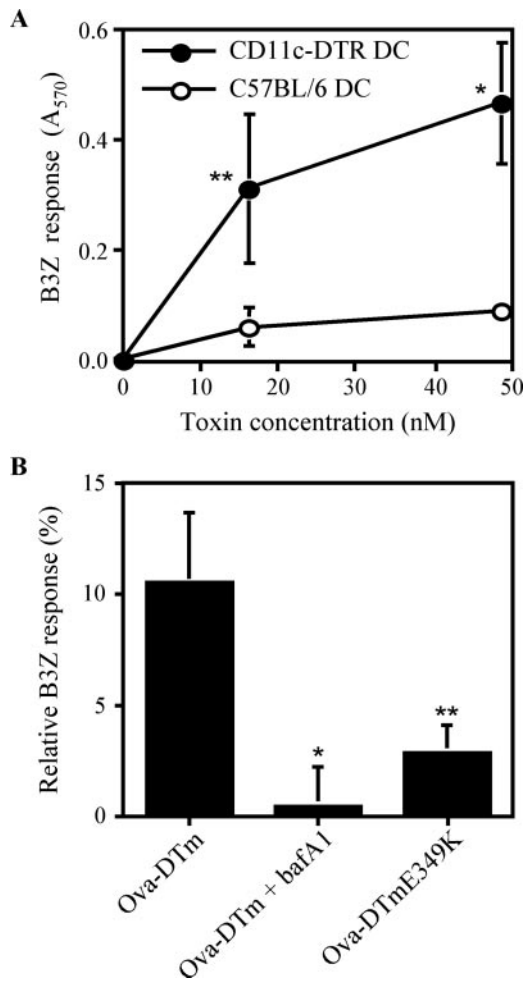 A
B3Z response (A570)
0.6
0.4
0.2
0.0
CD11c-DTR DC
C57BL/6 DC
**
*
0
10
20
30
40
50
Toxin concentration (nM)
B
Relative B3Z response (%)
15
10
5
0
*
**
Ova-DTm
Ova-DTm + bafA1
Ova-DTmE349K